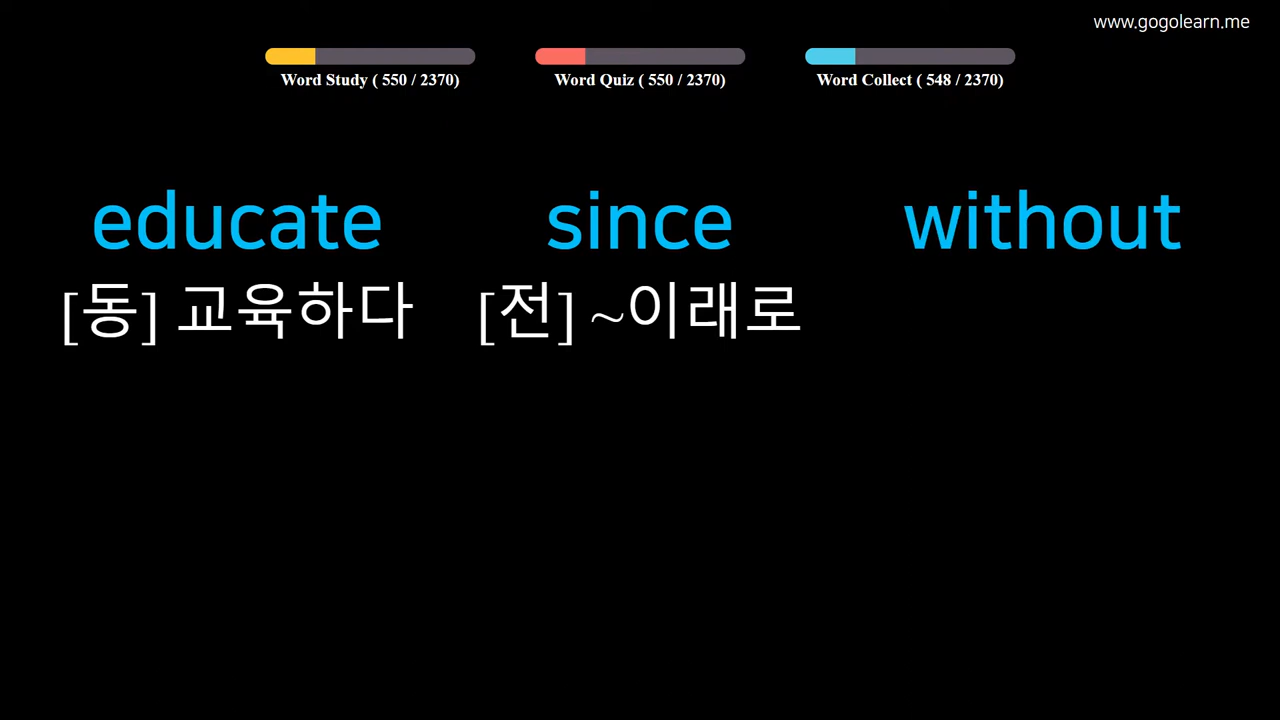 www.gogolearn.me
Word Study ( 550 / 2370) Word Quiz ( 550 / 2370) Word Collect ( 548 / 2370)
educate since without
[동] 교육하다 [전] ~이래로